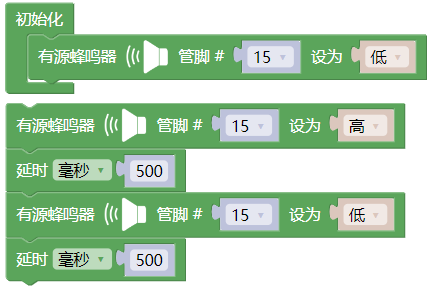 初始化
有源蜂鸣器 管脚 # 15 设为 低
有源蜂鸣器 管脚 # 15 设为 高
延时 毫秒 500
有源蜂鸣器 管脚 # 15 设为 低
延时 毫秒 500